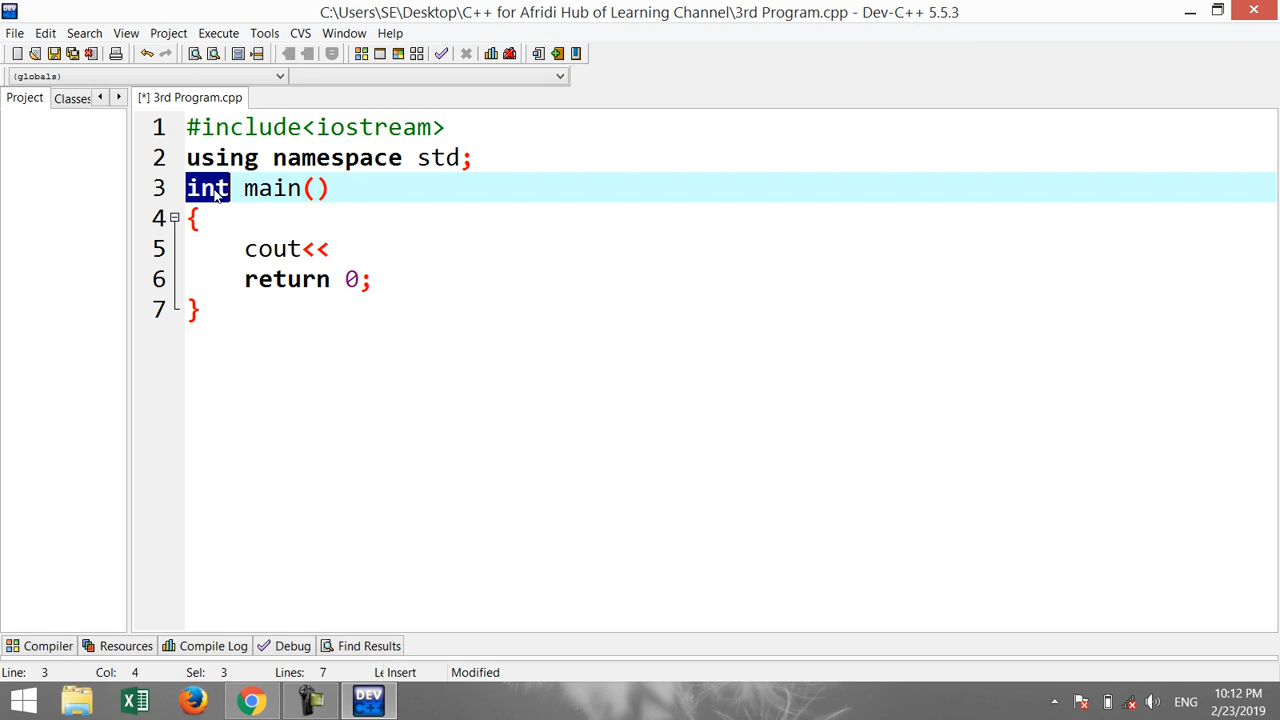 C:\Users\SE\Desktop\C++ for Afridi Hub of Learning Channel\3rd Program.cpp - Dev-C++ 5.5.3
File Edit Search View Project Execute Tools CVS Window Help
(globals)
Project Classes [*] 3rd Program.cpp
1 #include<iostream>
2 using namespace std;
3 int main()
4 {
5 cout<<
6 return 0;
7 }
Compiler Resources Compile Log Debug Find Results
Line: 3 Col: 4 Sel: 3 Lines: 7 Le Insert Modified
DEV C++ ENG 10:12 PM
2/23/2019